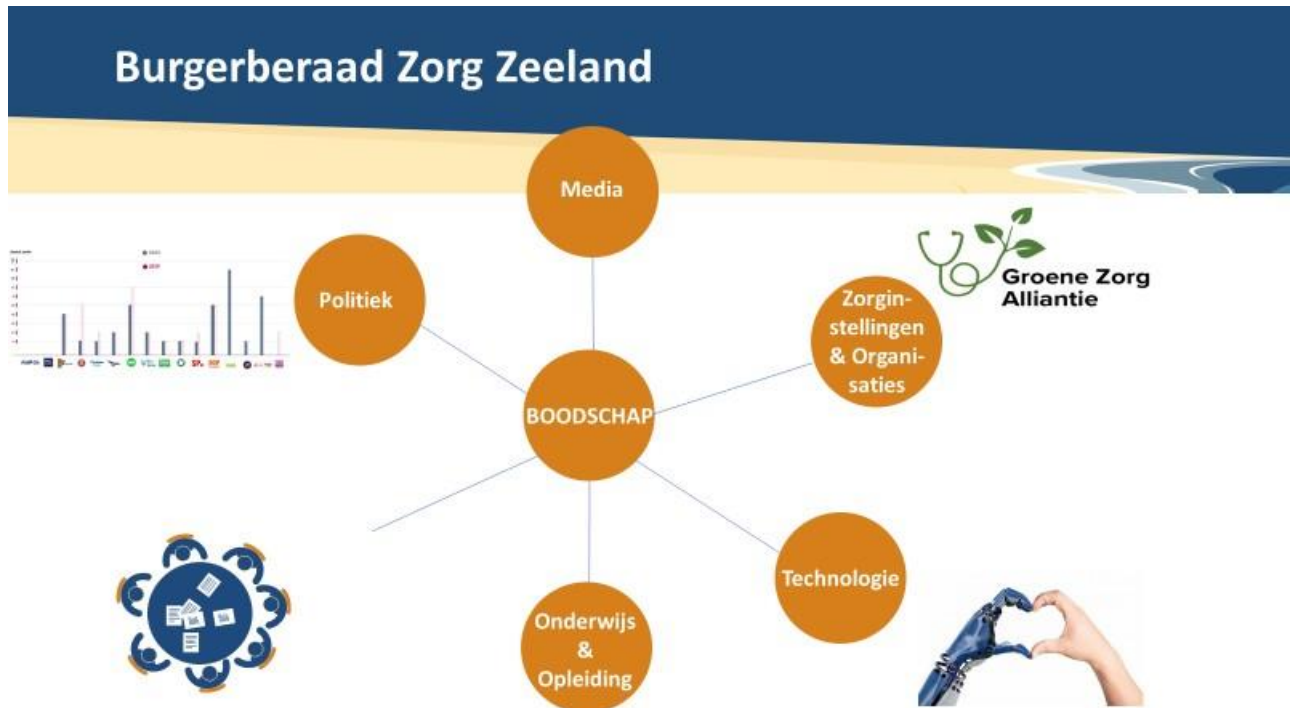 Burgerberaad Zorg Zeeland
Media
Politiek
Groene Zorg
Alliantie
Zorgin-
stellingen
& Organi-
saties
BOODSCHAP
Technologie
Onderwijs
&
Opleiding